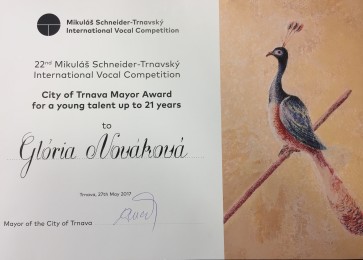 Mikuláš Schneider-Trnavský
International Vocal Competition
22nd Mikuláš Schneider-Trnavský
International Vocal Competition
City of Trnava Mayor Award
for a young talent up to 21 years
to
Glória Nováková
Trnava, 27th May 2017
Mayor of the City of Trnava